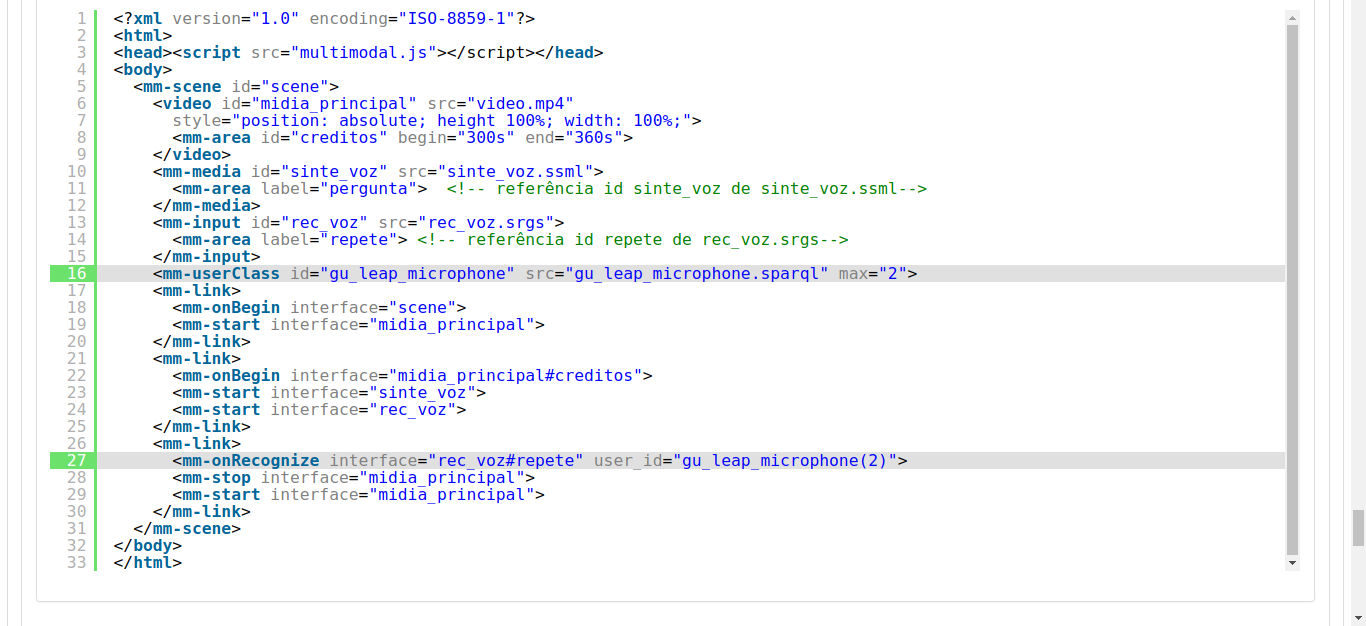 1 <?xml version="1.0" encoding="ISO-8859-1"?>
2 <html>
3 <head><script src="multimodal.js"></script></head>
4 <body>
5   <mm-scene id="scene">
6     <video id="midia_principal" src="video.mp4"
7       style="position: absolute; height 100%; width: 100%;">
8       <mm-area id="creditos" begin="300s" end="360s">
9     </video>
10     <mm-media id="sinte_voz" src="sinte_voz.ssml">
11       <mm-area label="pergunta">  <!-- referência id sinte_voz de sinte_voz.ssml-->
12     </mm-media>
13     <mm-input id="rec_voz" src="rec_voz.srgs">
14       <mm-area label="repete"> <!-- referência id repete de rec_voz.srgs-->
15     </mm-input>
16     <mm-userClass id="gu_leap_microphone" src="gu_leap_microphone.sparql" max="2">
17     <mm-link>
18       <mm-onBegin interface="scene">
19       <mm-start interface="midia_principal">
20     </mm-link>
21     <mm-link>
22       <mm-onBegin interface="midia_principal#creditos">
23       <mm-start interface="sinte_voz">
24       <mm-start interface="rec_voz">
25     </mm-link>
26     <mm-link>
27       <mm-onRecognize interface="rec_voz#repete" user_id="gu_leap_microphone(2)">
28       <mm-stop interface="midia_principal">
29       <mm-start interface="midia_principal">
30     </mm-link>
31   </mm-scene>
32 </body>
33 </html>